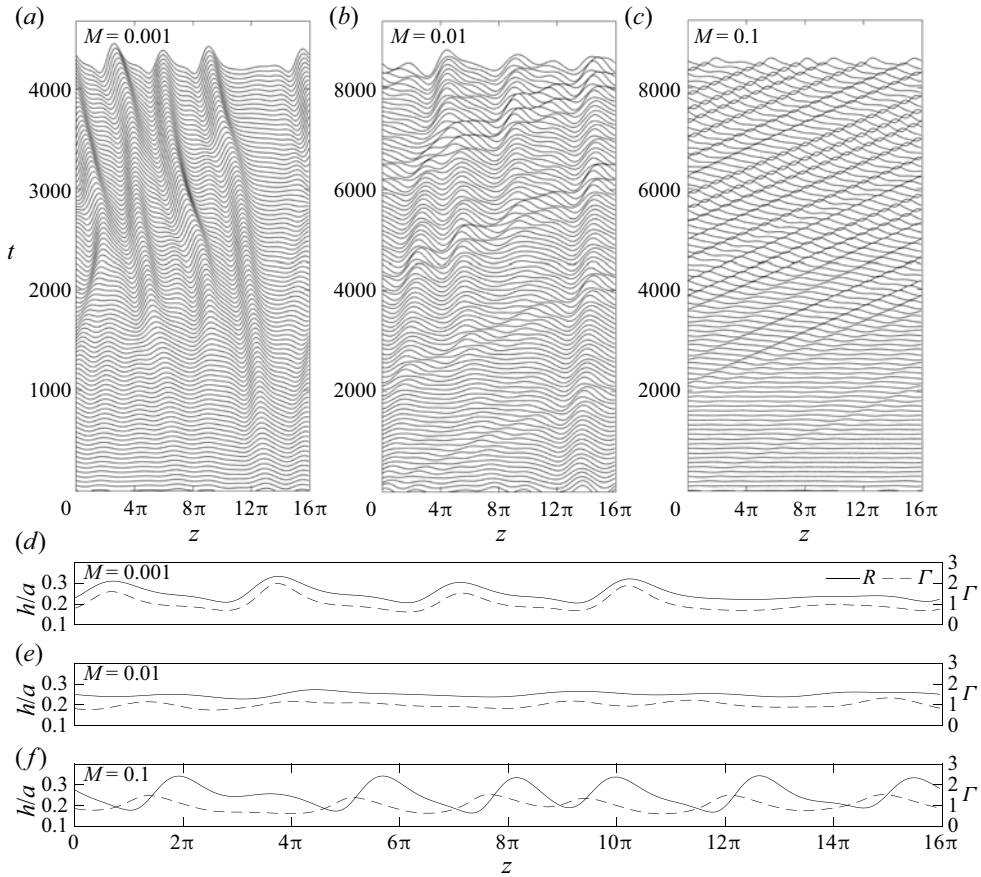 (a) (b) (c)
M = 0.001 M = 0.01 M = 0.1
4000 8000 8000
3000 6000 6000
t
2000 4000 4000
1000 2000 2000
0 4π 8π 12π 16π 0 4π 8π 12π 16π 0 4π 8π 12π 16π
z z z
(d)
M = 0.001 R Γ
h/a 0.3 0.2 0.1 3 2 1 0 Γ
(e)
M = 0.01
h/a 0.3 0.2 0.1 3 2 1 0 Γ
(f)
M = 0.1
h/a 0.3 0.2 0.1 3 2 1 0 Γ
0 2π 4π 6π 8π 10π 12π 14π 16π
z